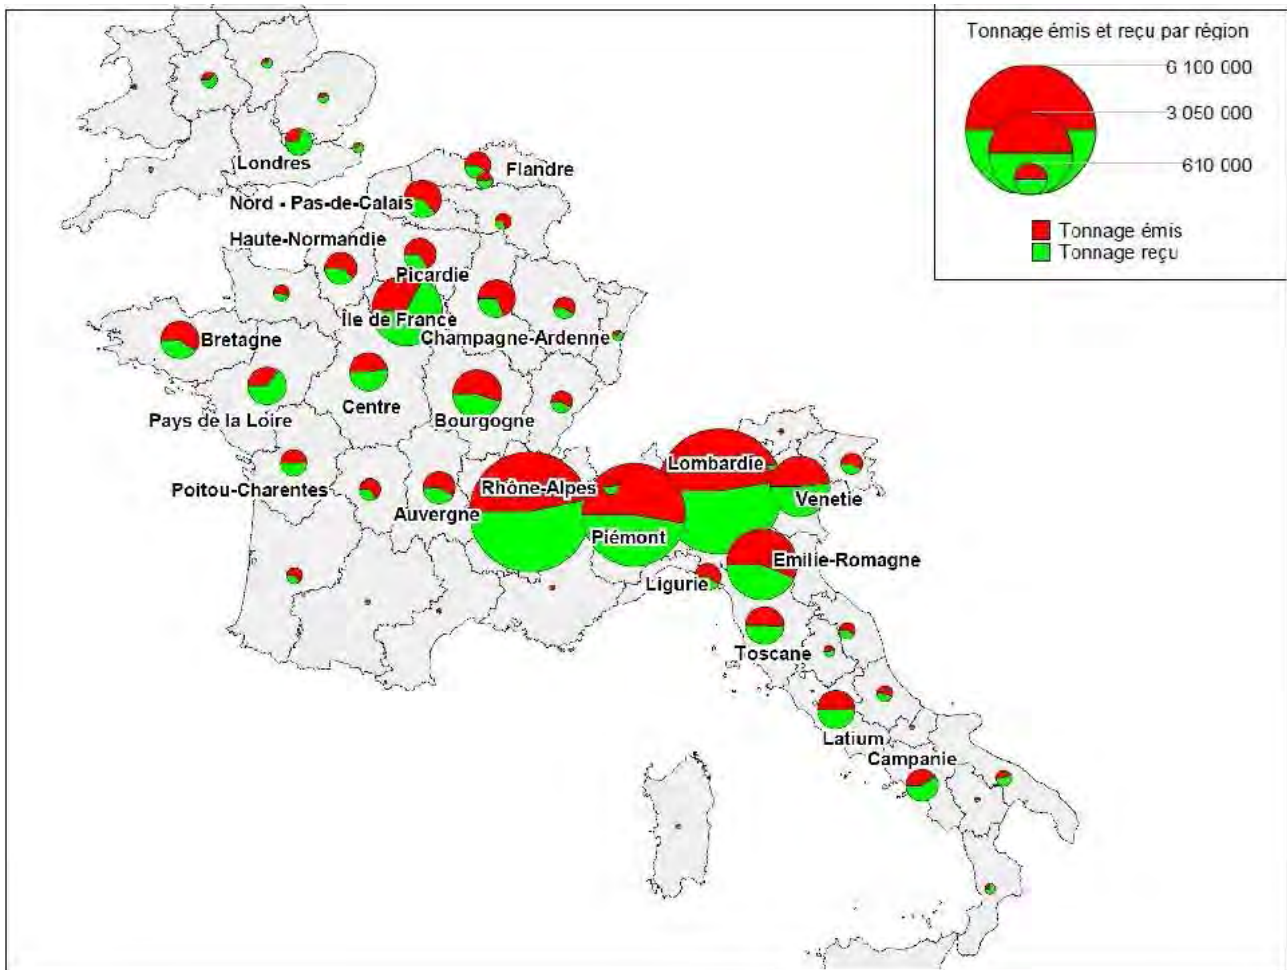 Tonnage émis et reçu par région
6 100 000
3 050 000
610 000
Tonnage émis
Tonnage reçu
Londres
Flandre
Nord - Pas-de-Calais
Haute-Normandie
Picardie
Île de France
Champagne-Ardenne
Bretagne
Pays de la Loire
Centre
Bourgogne
Poitou-Charentes
Auvergne
Rhône-Alpes
Lombardie
Venetie
Piémont
Emilie-Romagne
Ligurie
Toscane
Latium
Campanie